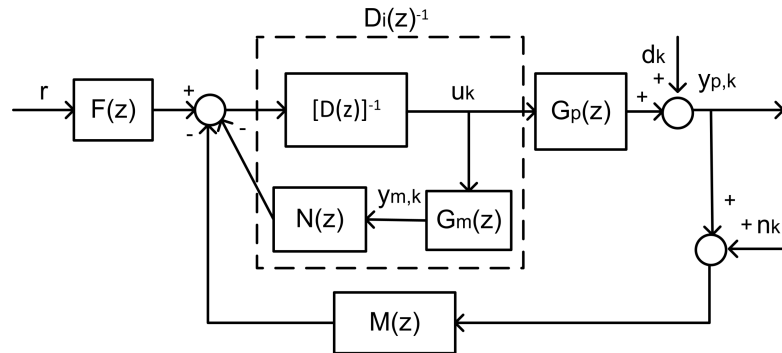 Di(z)-1
dk
r
F(z)
+
-
-
[D(z)]-1
uk
Gp(z)
+
+
yp,k
N(z)
ym,k
Gm(z)
+
+ nk
M(z)